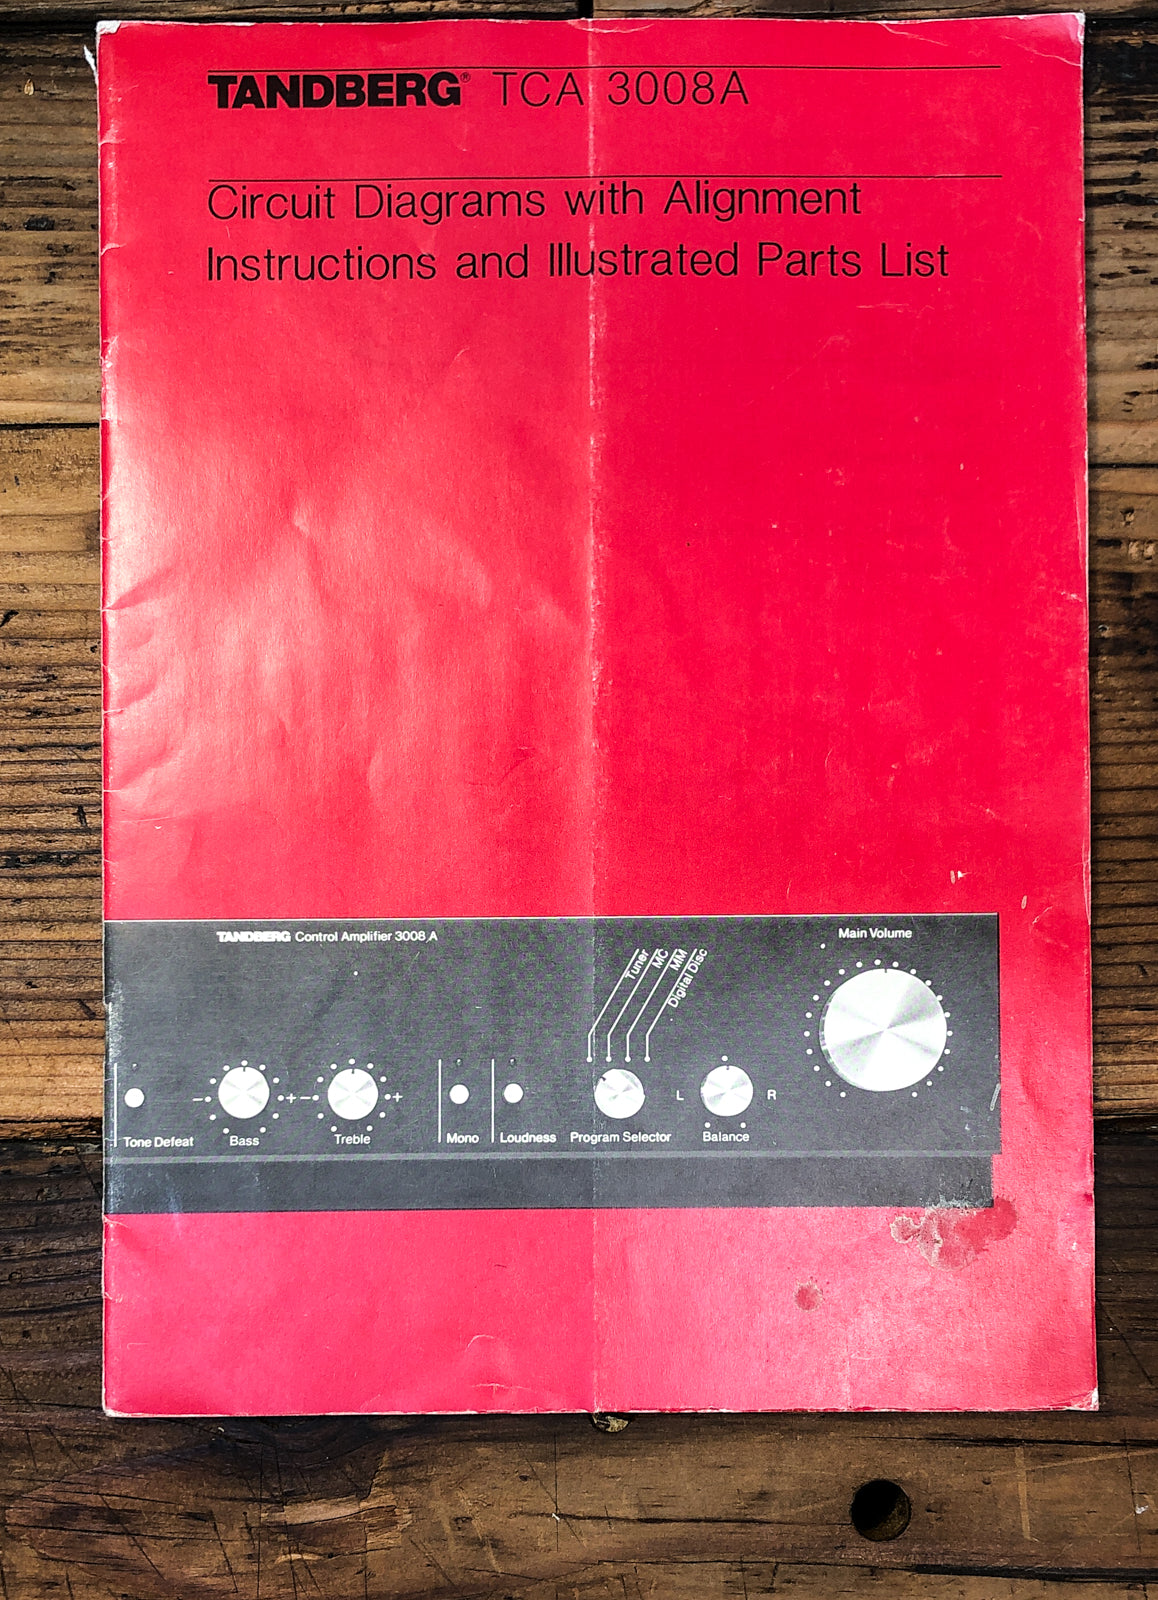 TANDBERG® TCA 3008A
Circuit Diagrams with Alignment
Instructions and Illustrated Parts List
TANDBERG Control Amplifier 3008 A
Main Volume
Tuner
MC
MM
Digital Disc
- + - +
L R
Tone Defeat Bass Treble Mono Loudness Program Selector Balance